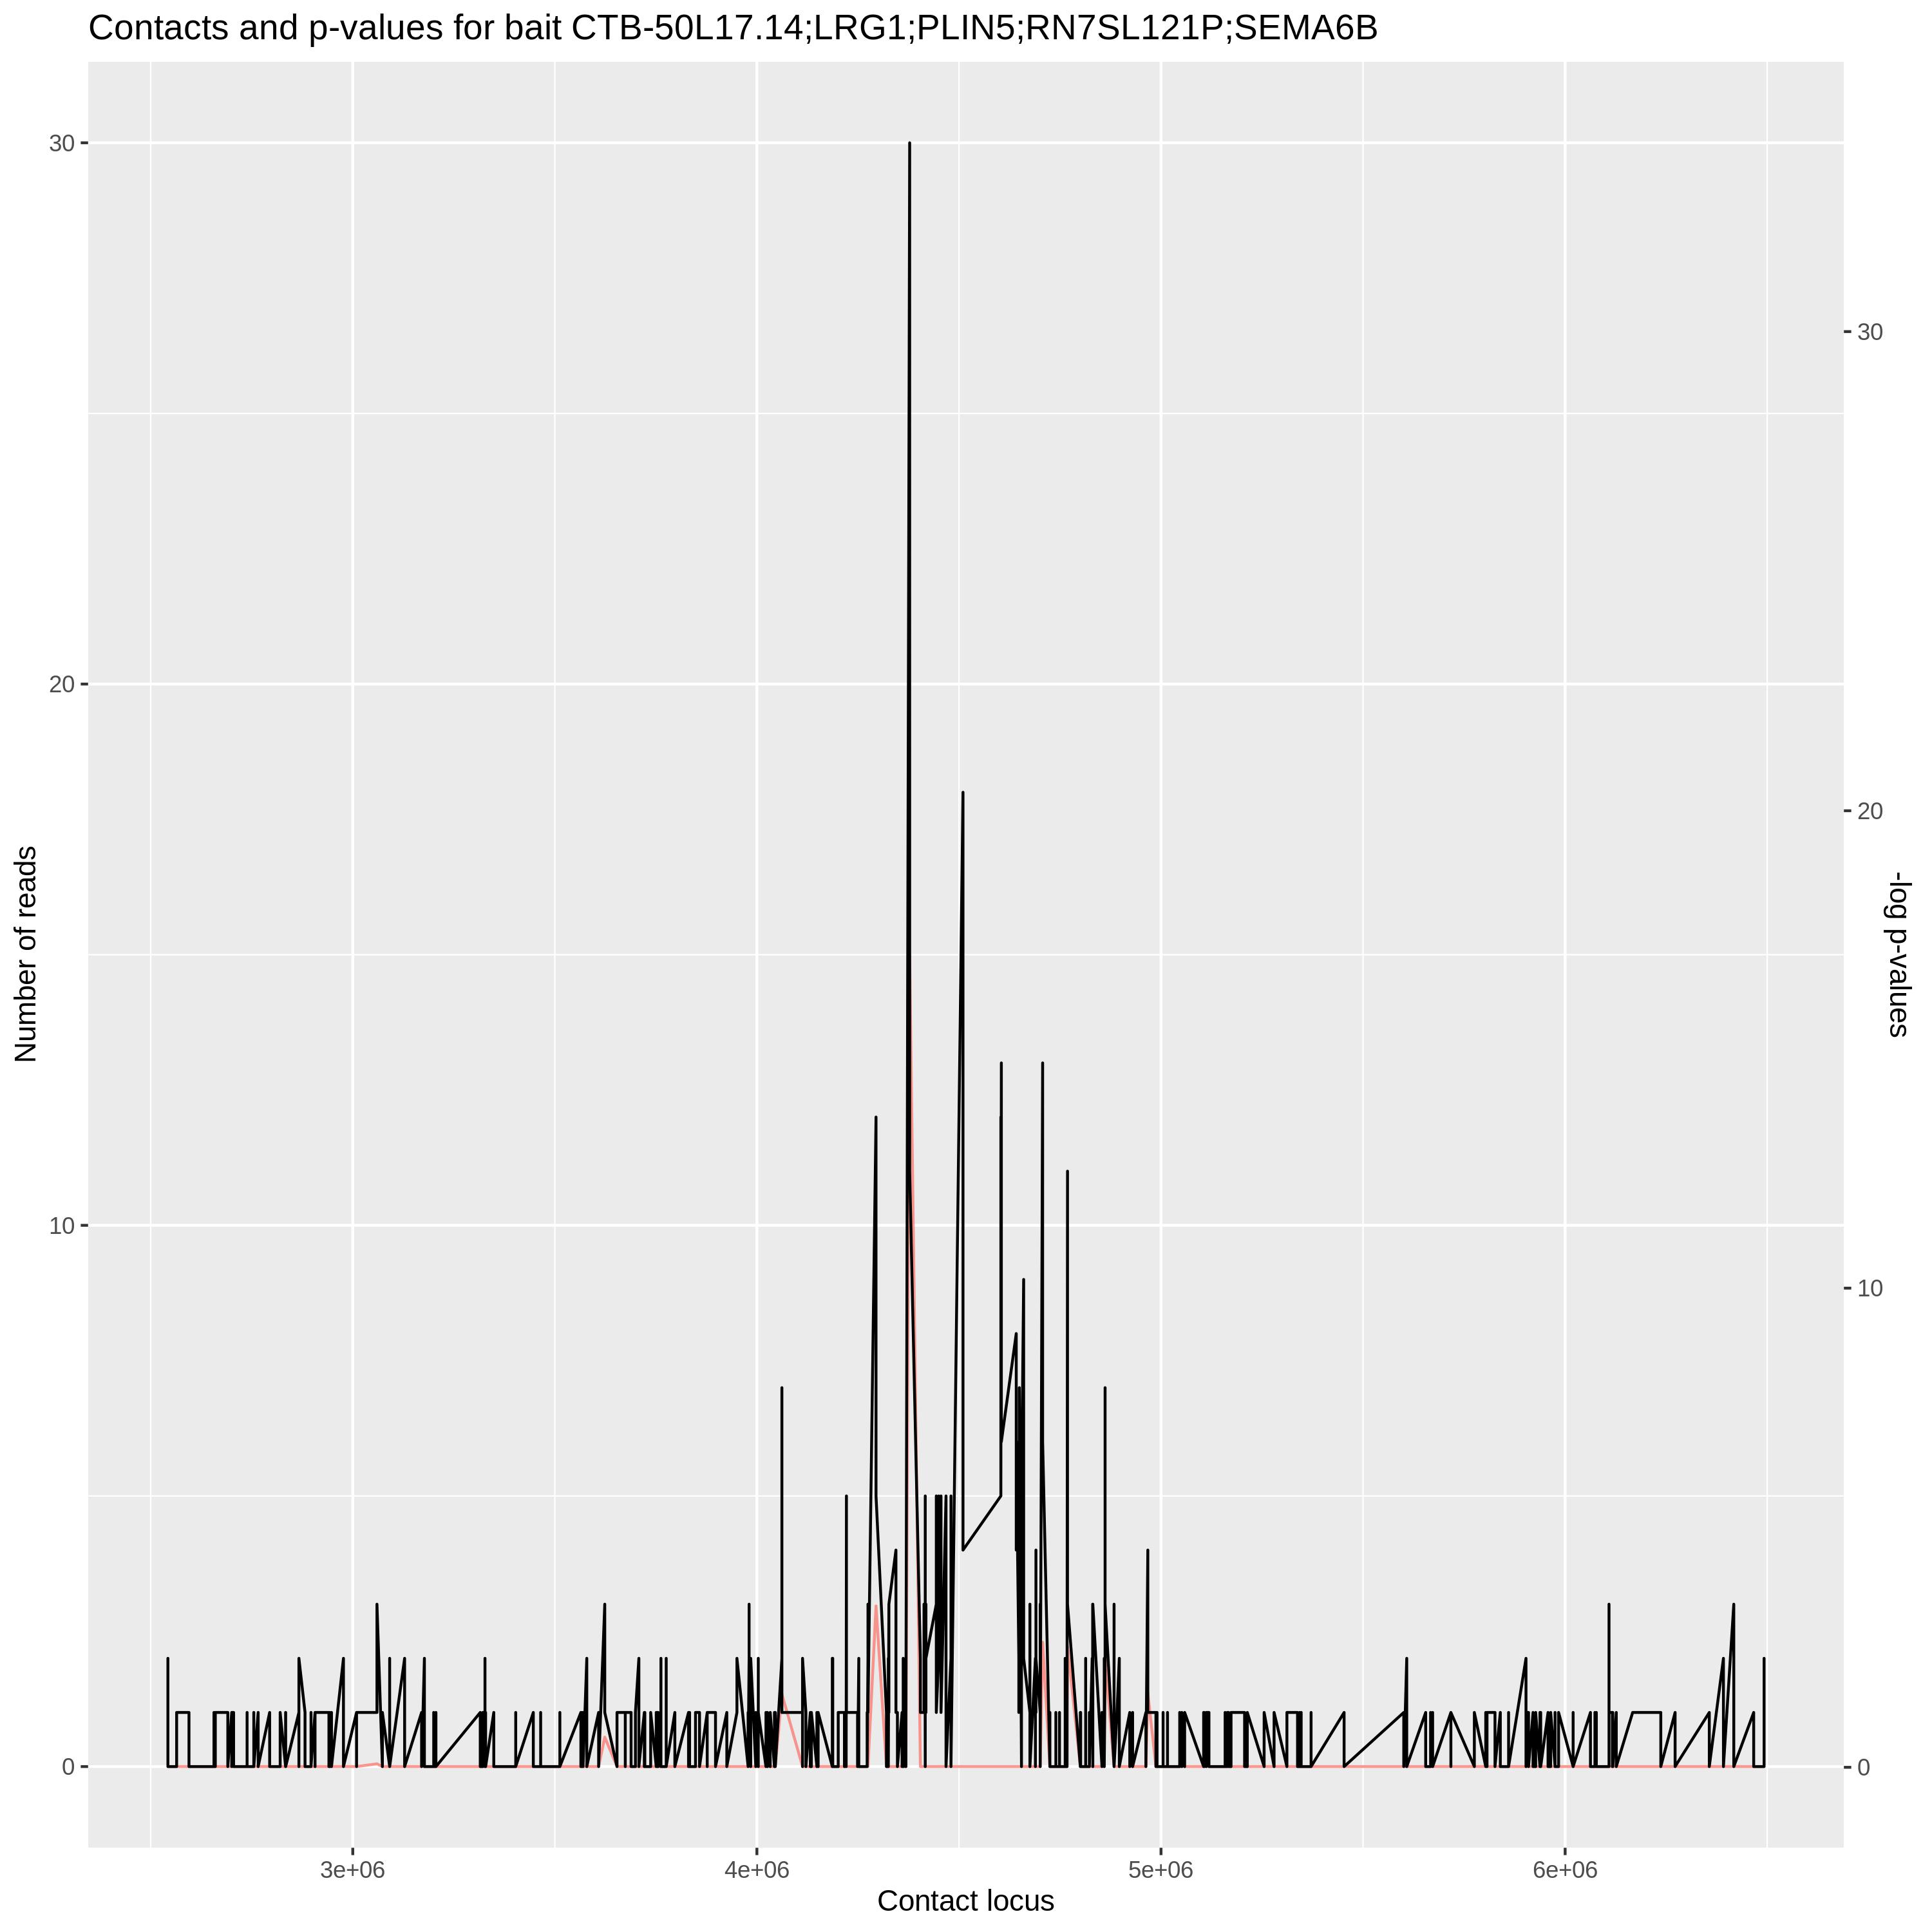 Contacts and p-values for bait CTB-50L17.14;LRG1;PLIN5;RN7SL121P;SEMA6B
30
20
10
0
Number of reads
30
20
10
0
-log p-values
3e+06 4e+06 5e+06 6e+06
Contact locus